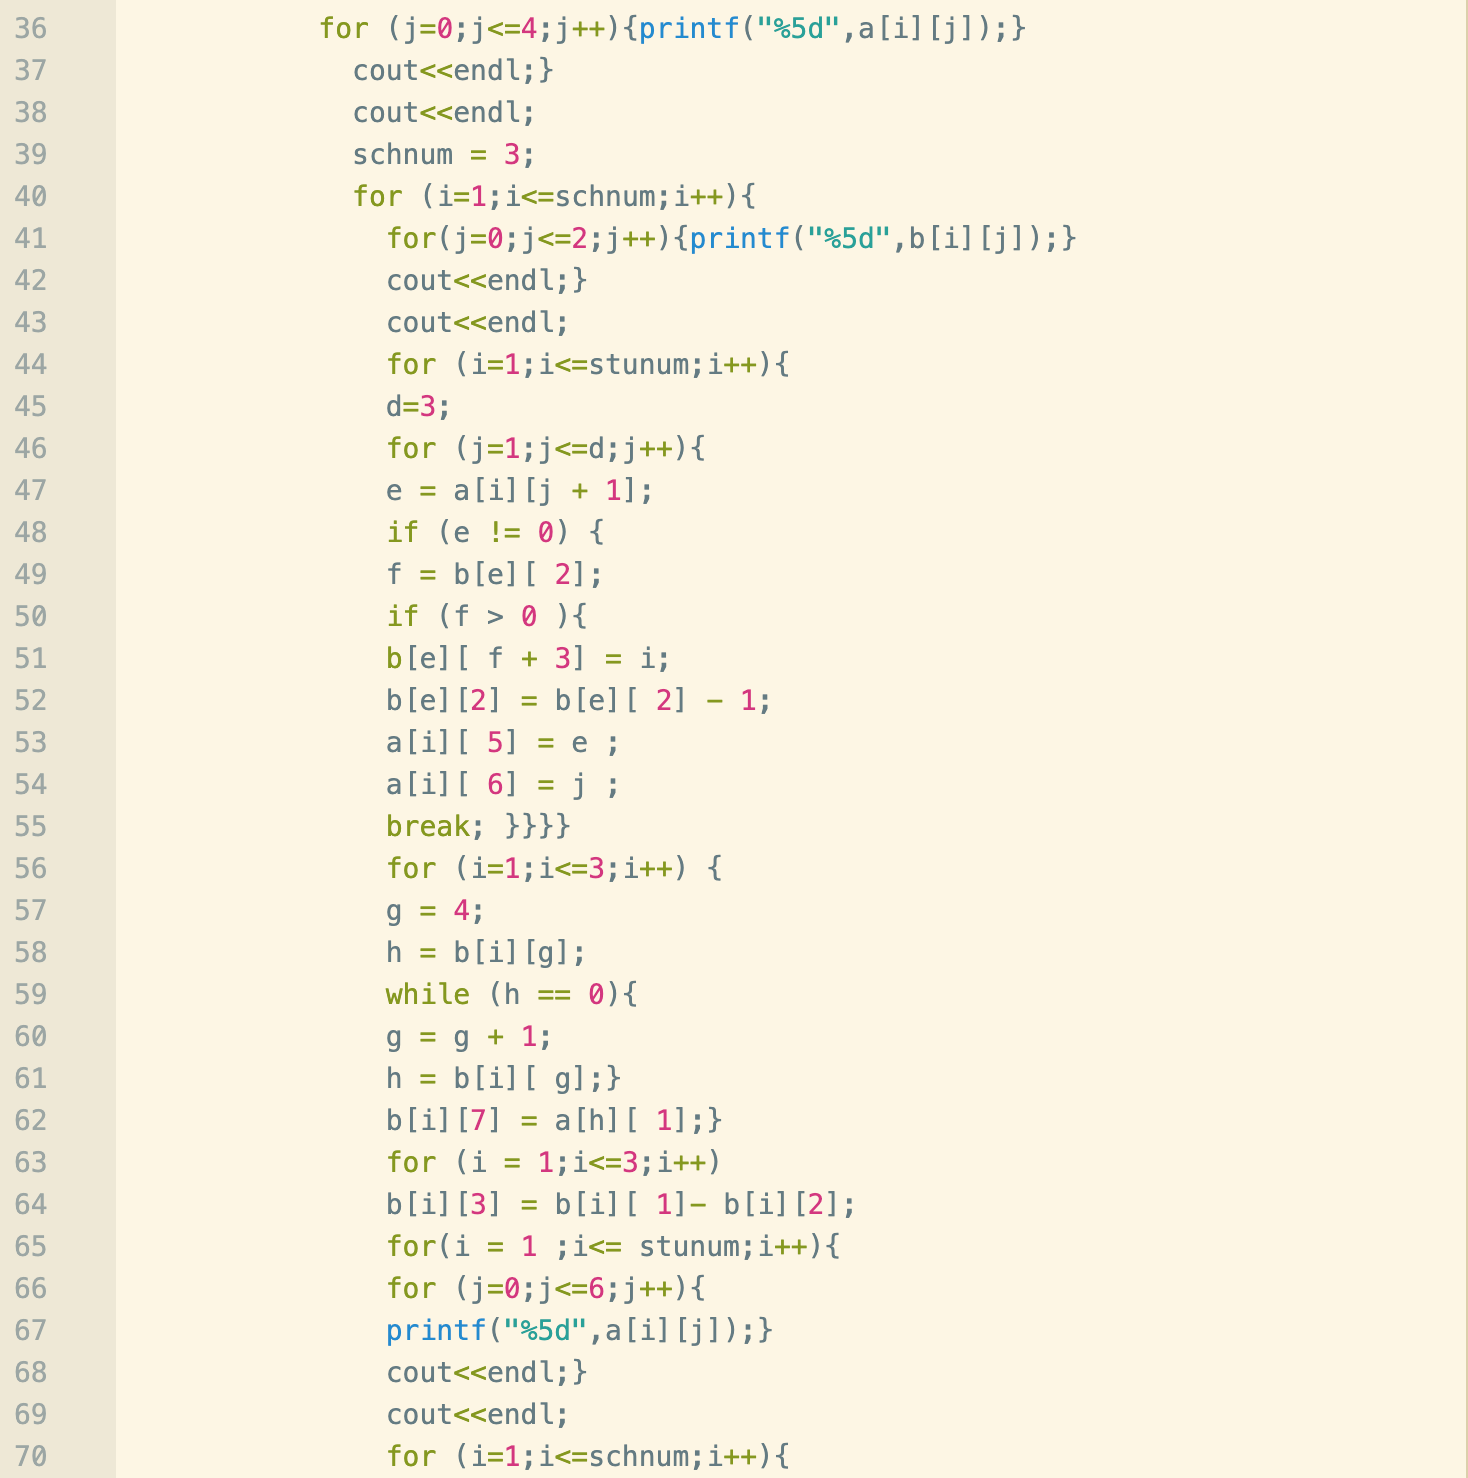 36 for (j=0;j<=4;j++){printf("%5d",a[i][j]);}
37 cout<<endl;}
38 cout<<endl;
39 schnum = 3;
40 for (i=1;i<=schnum;i++){
41 for(j=0;j<=2;j++){printf("%5d",b[i][j]);}
42 cout<<endl;}
43 cout<<endl;
44 for (i=1;i<=stunum;i++){
45 d=3;
46 for (j=1;j<=d;j++){
47 e = a[i][j + 1];
48 if (e != 0) {
49 f = b[e][ 2];
50 if (f > 0 ){
51 b[e][ f + 3] = i;
52 b[e][2] = b[e][ 2] - 1;
53 a[i][ 5] = e ;
54 a[i][ 6] = j ;
55 break; }}}}
56 for (i=1;i<=3;i++) {
57 g = 4;
58 h = b[i][g];
59 while (h == 0){
60 g = g + 1;
61 h = b[i][ g];}
62 b[i][7] = a[h][ 1];}
63 for (i = 1;i<=3;i++)
64 b[i][3] = b[i][ 1]- b[i][2];
65 for(i = 1 ;i<= stunum;i++){
66 for (j=0;j<=6;j++){
67 printf("%5d",a[i][j]);}
68 cout<<endl;}
69 cout<<endl;
70 for (i=1;i<=schnum;i++){